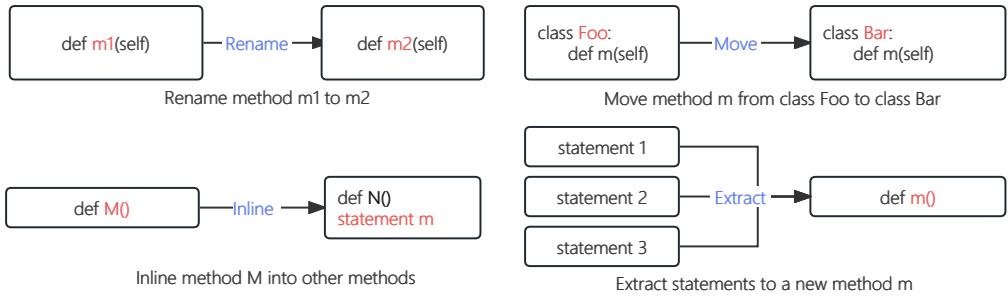 def m1(self)
Rename
def m2(self)
Rename method m1 to m2
class Foo:
def m(self)
Move
class Bar:
def m(self)
Move method m from class Foo to class Bar
def M()
Inline
def N()
statement m
Inline method M into other methods
statement 1
statement 2
statement 3
Extract
def m()
Extract statements to a new method m